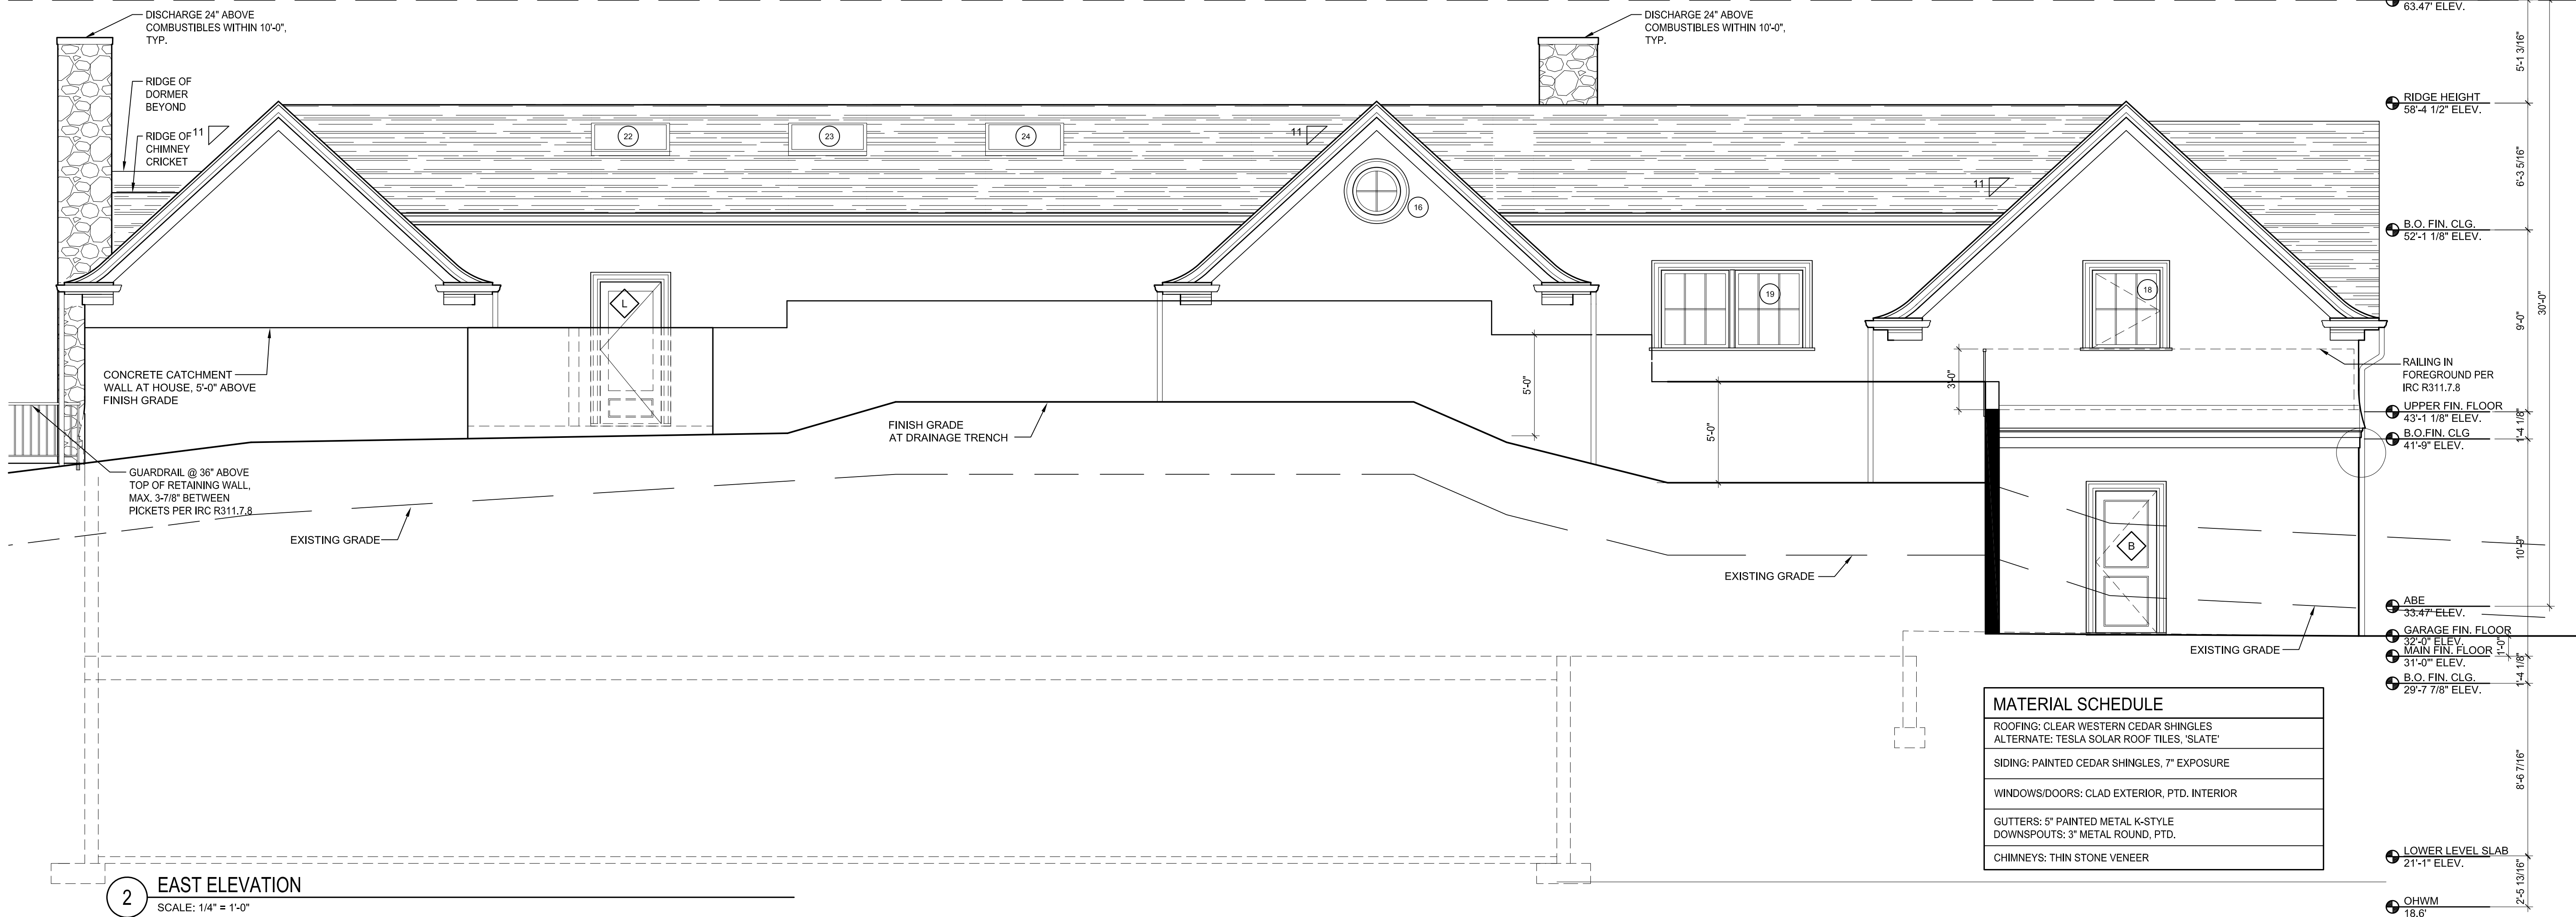 DISCHARGE 24" ABOVE
COMBUSTIBLES WITHIN 10'-0",
TYP.
RIDGE OF
DORMER
BEYOND
RIDGE OF
CHIMNEY
CRICKET
11
22
23
24
11
16
DISCHARGE 24" ABOVE
COMBUSTIBLES WITHIN 10'-0",
TYP.
11
L
19
18
B
CONCRETE CATCHMENT
WALL AT HOUSE, 5'-0" ABOVE
FINISH GRADE
GUARDRAIL @ 36" ABOVE
TOP OF RETAINING WALL,
MAX. 3-7/8" BETWEEN
PICKETS PER IRC R311.7.8
EXISTING GRADE
FINISH GRADE
AT DRAINAGE TRENCH
5'-0"
5'-0"
3'-0"
EXISTING GRADE
RAILING IN
FOREGROUND PER
IRC R311.7.8
EXISTING GRADE
63.47' ELEV.
5'-1 3/16"
RIDGE HEIGHT
58'-4 1/2" ELEV.
6'-3 5/16"
B.O. FIN. CLG.
52'-1 1/8" ELEV.
9'-0"
30'-0"
UPPER FIN. FLOOR
43'-1 1/8" ELEV.
1'-4 1/8"
B.O.FIN. CLG
41'-9" ELEV.
10'-9"
ABE
33.47' ELEV.
GARAGE FIN. FLOOR
32'-0" ELEV.
1'-0"
MAIN FIN. FLOOR
31'-0"' ELEV.
1'-4 1/8"
B.O. FIN. CLG.
29'-7 7/8" ELEV.
8'-6 7/16"
LOWER LEVEL SLAB
21'-1" ELEV.
2'-5 13/16"
OHWM
18.6'
MATERIAL SCHEDULE
ROOFING: CLEAR WESTERN CEDAR SHINGLES
ALTERNATE: TESLA SOLAR ROOF TILES, 'SLATE'
SIDING: PAINTED CEDAR SHINGLES, 7" EXPOSURE
WINDOWS/DOORS: CLAD EXTERIOR, PTD. INTERIOR
GUTTERS: 5" PAINTED METAL K-STYLE
DOWNSPOUTS: 3" METAL ROUND, PTD.
CHIMNEYS: THIN STONE VENEER
2
EAST ELEVATION
SCALE: 1/4" = 1'-0"